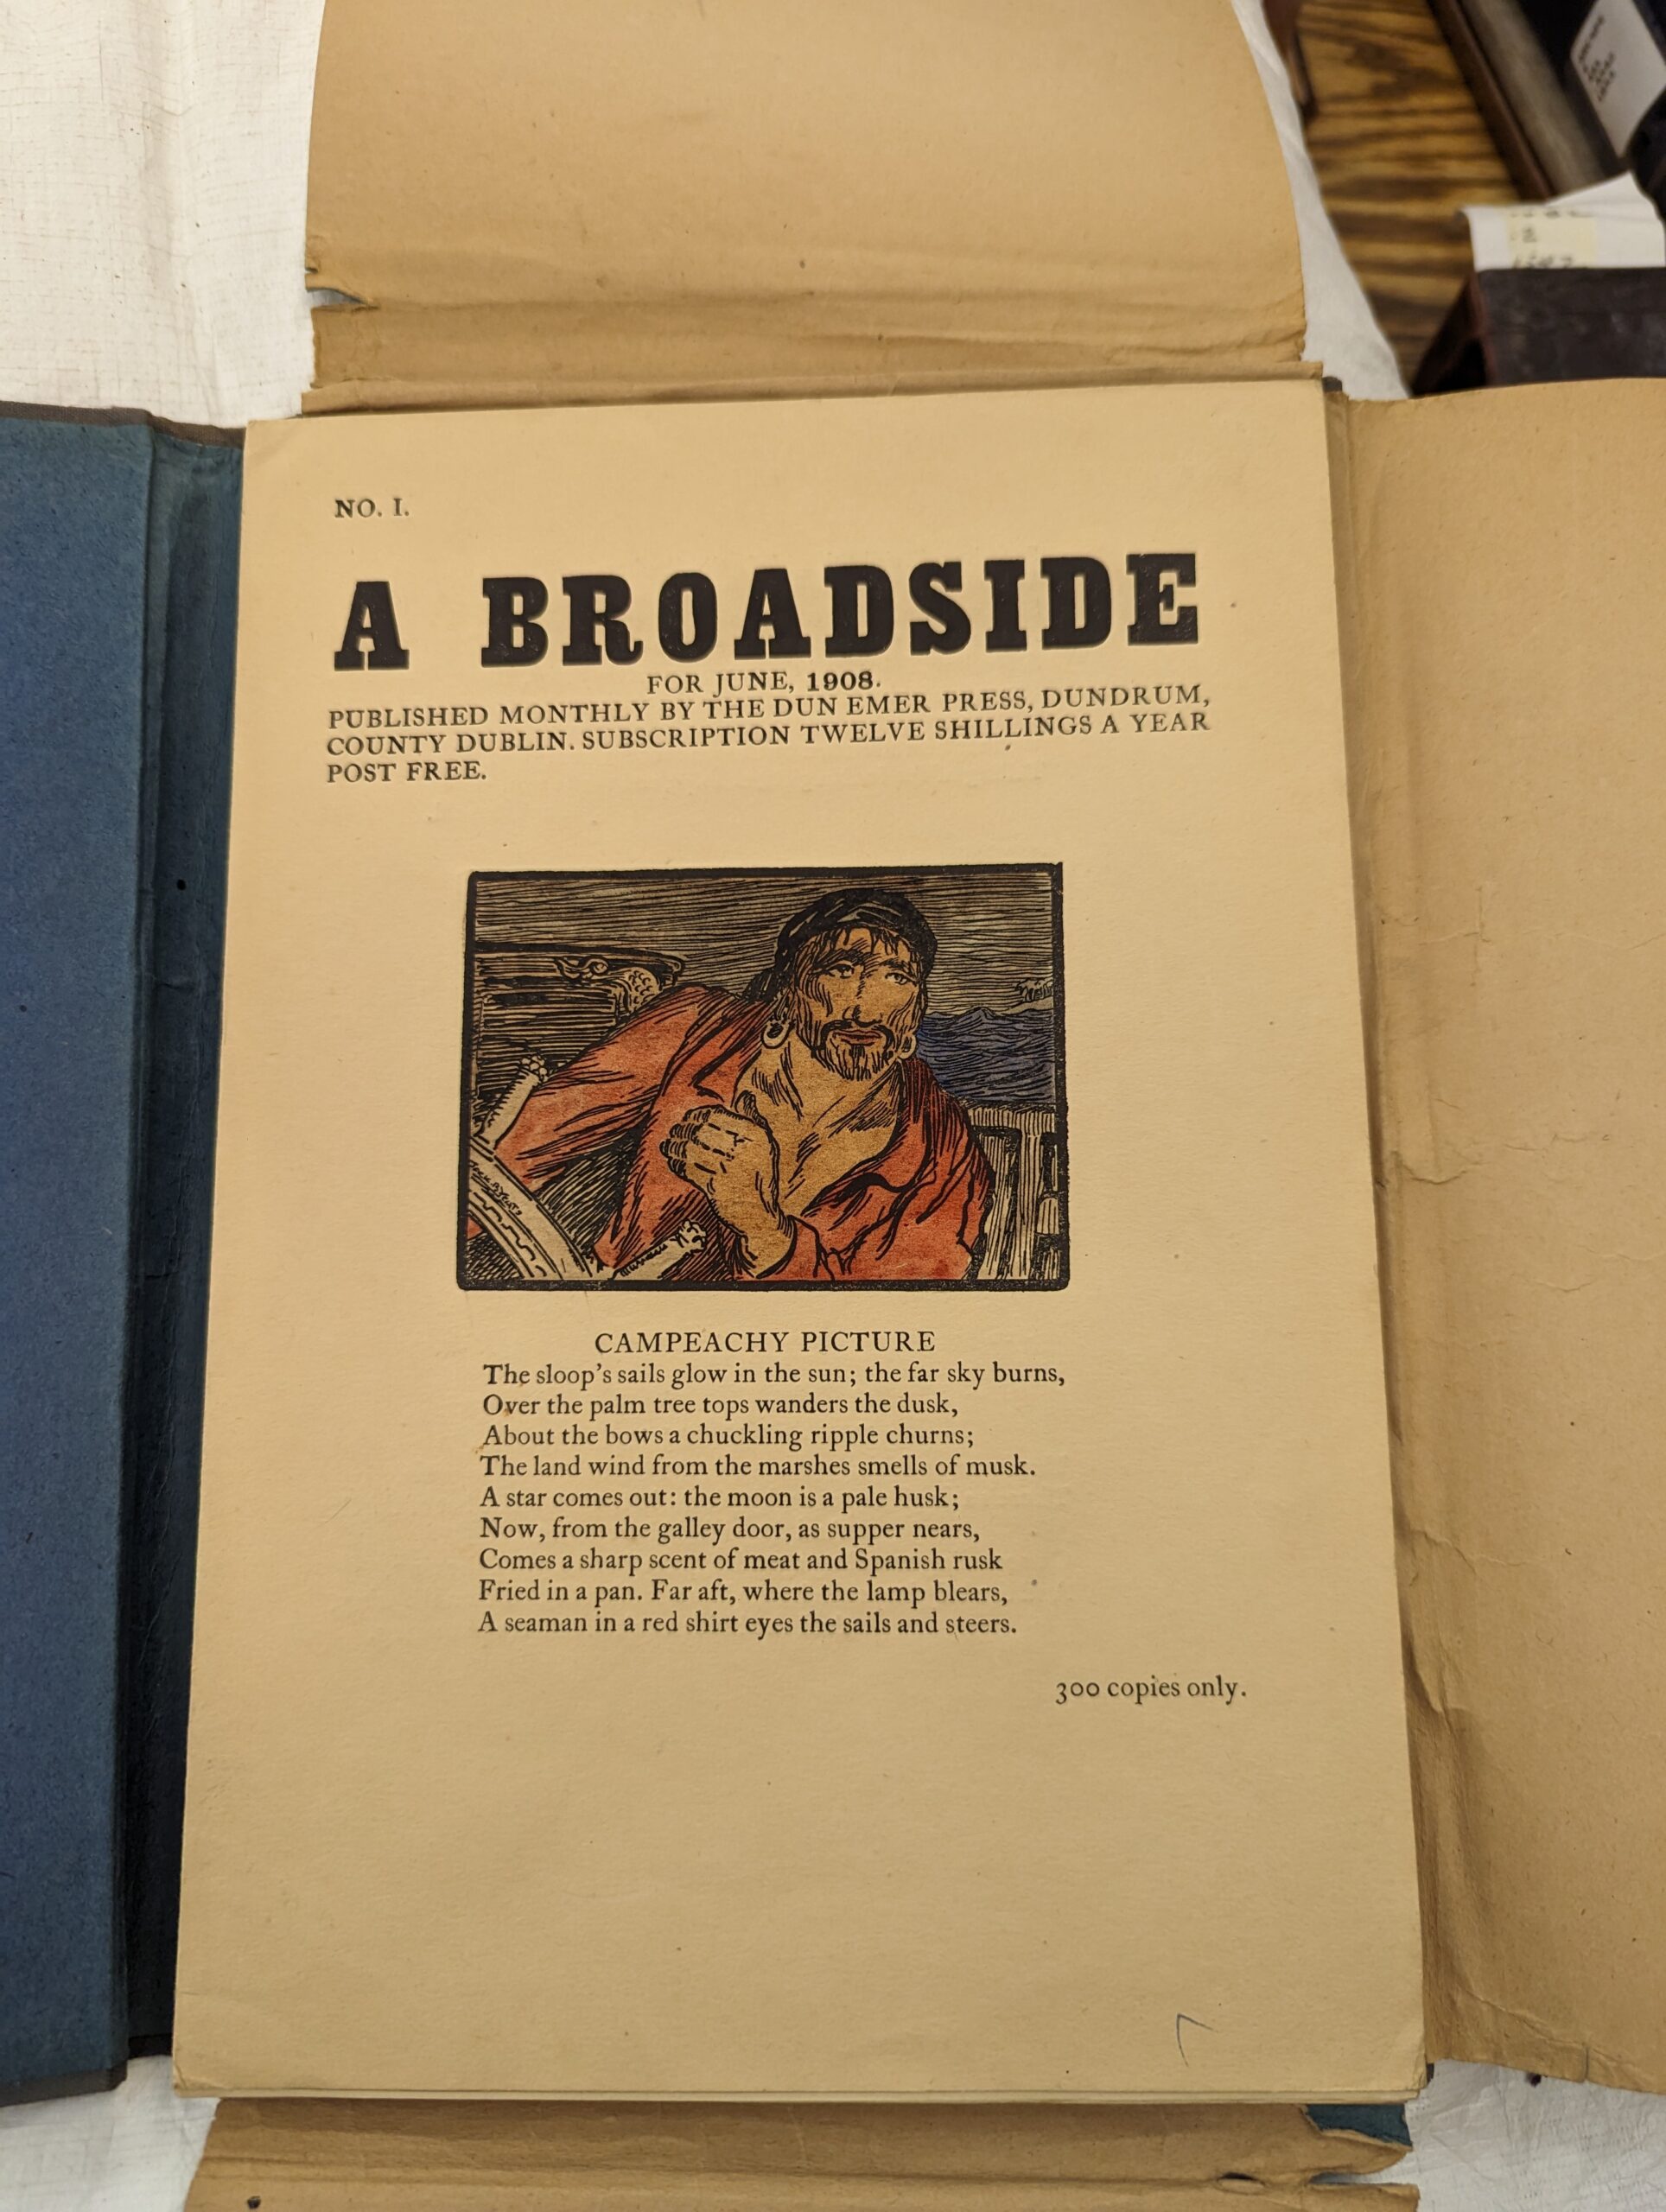 NO. I.
A BROADSIDE
FOR JUNE, 1908.
PUBLISHED MONTHLY BY THE DUN EMER PRESS, DUNDRUM,
COUNTY DUBLIN. SUBSCRIPTION TWELVE SHILLINGS A YEAR
POST FREE.
CAMPEACHY PICTURE
The sloop's sails glow in the sun; the far sky burns,
Over the palm tree tops wanders the dusk,
About the bows a chuckling ripple churns;
The land wind from the marshes smells of musk.
A star comes out: the moon is a pale husk;
Now, from the galley door, as supper nears,
Comes a sharp scent of meat and Spanish rusk
Fried in a pan. Far aft, where the lamp blears,
A seaman in a red shirt eyes the sails and steers.
300 copies only.